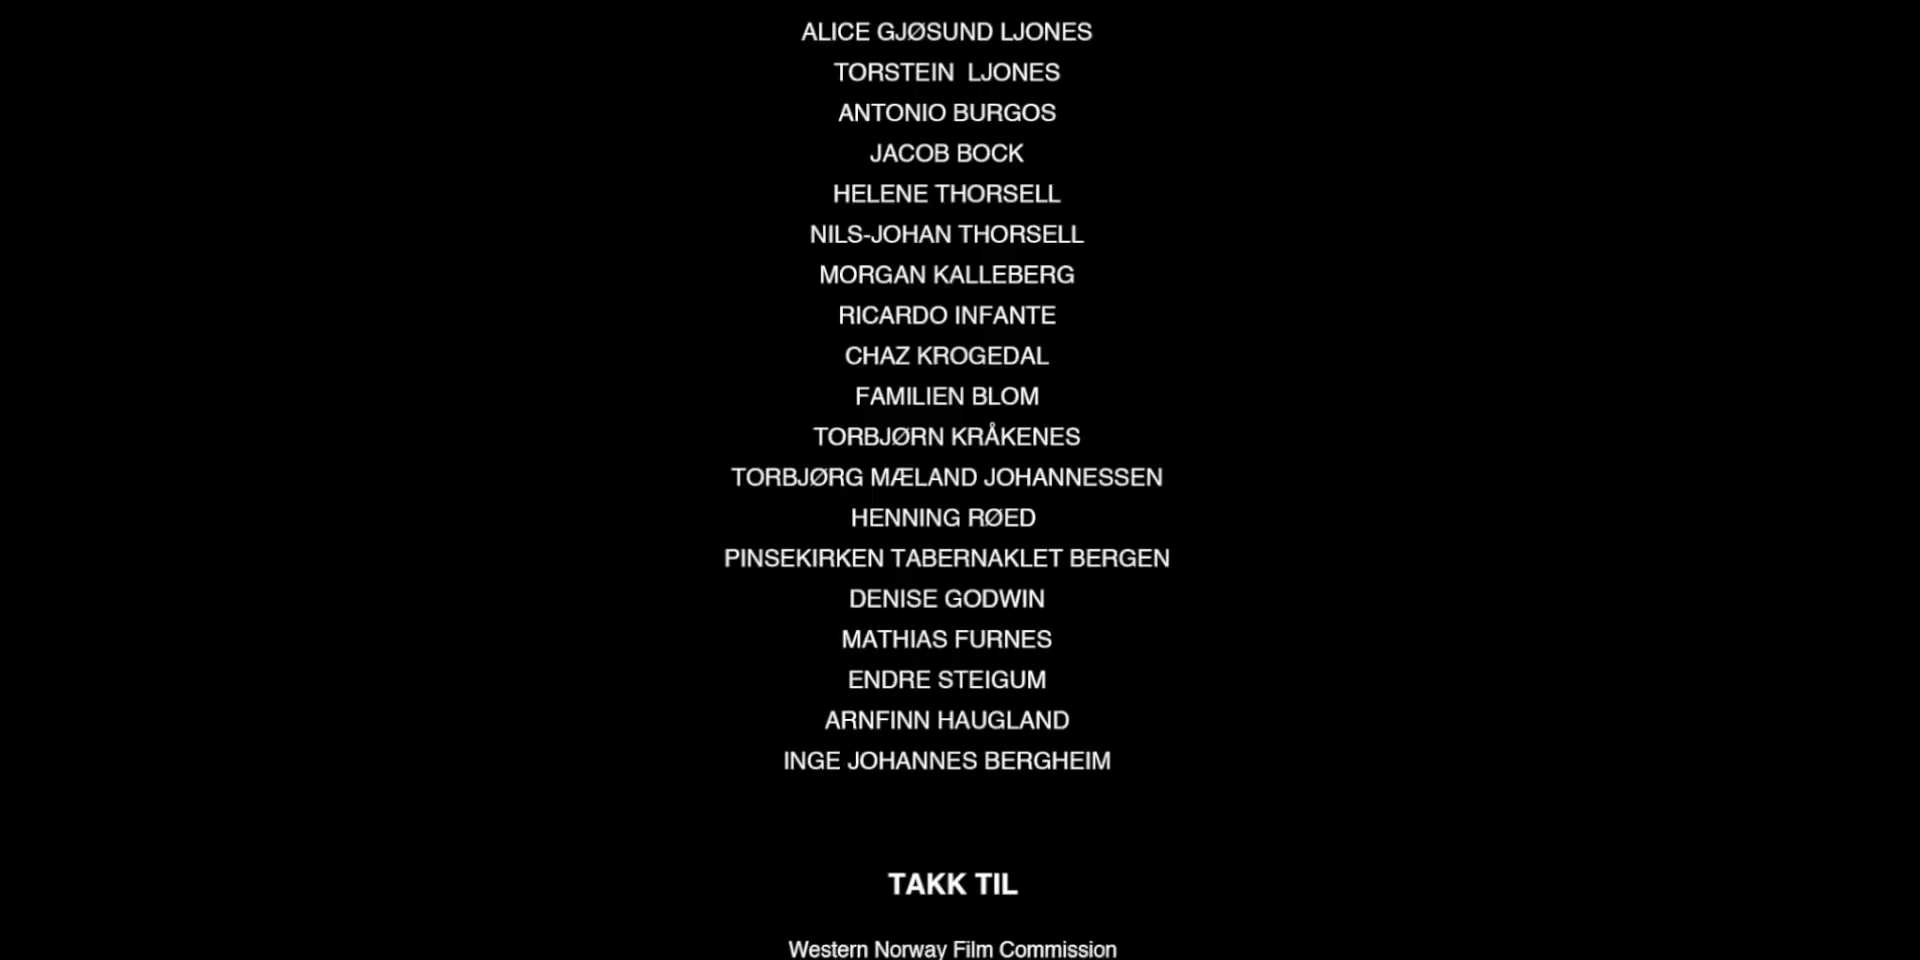 ALICE GJØSUND LJONES
TORSTEIN  LJONES
ANTONIO BURGOS
JACOB BOCK
HELENE THORSELL
NILS-JOHAN THORSELL
MORGAN KALLEBERG
RICARDO INFANTE
CHAZ KROGEDAL
FAMILIEN BLOM
TORBJØRN KRÅKENES
TORBJØRG MÆLAND JOHANNESSEN
HENNING RØED
PINSEKIRKEN TABERNAKLET BERGEN
DENISE GODWIN
MATHIAS FURNES
ENDRE STEIGUM
ARNFINN HAUGLAND
INGE JOHANNES BERGHEIM
TAKK TIL
Western Norway Film Commission